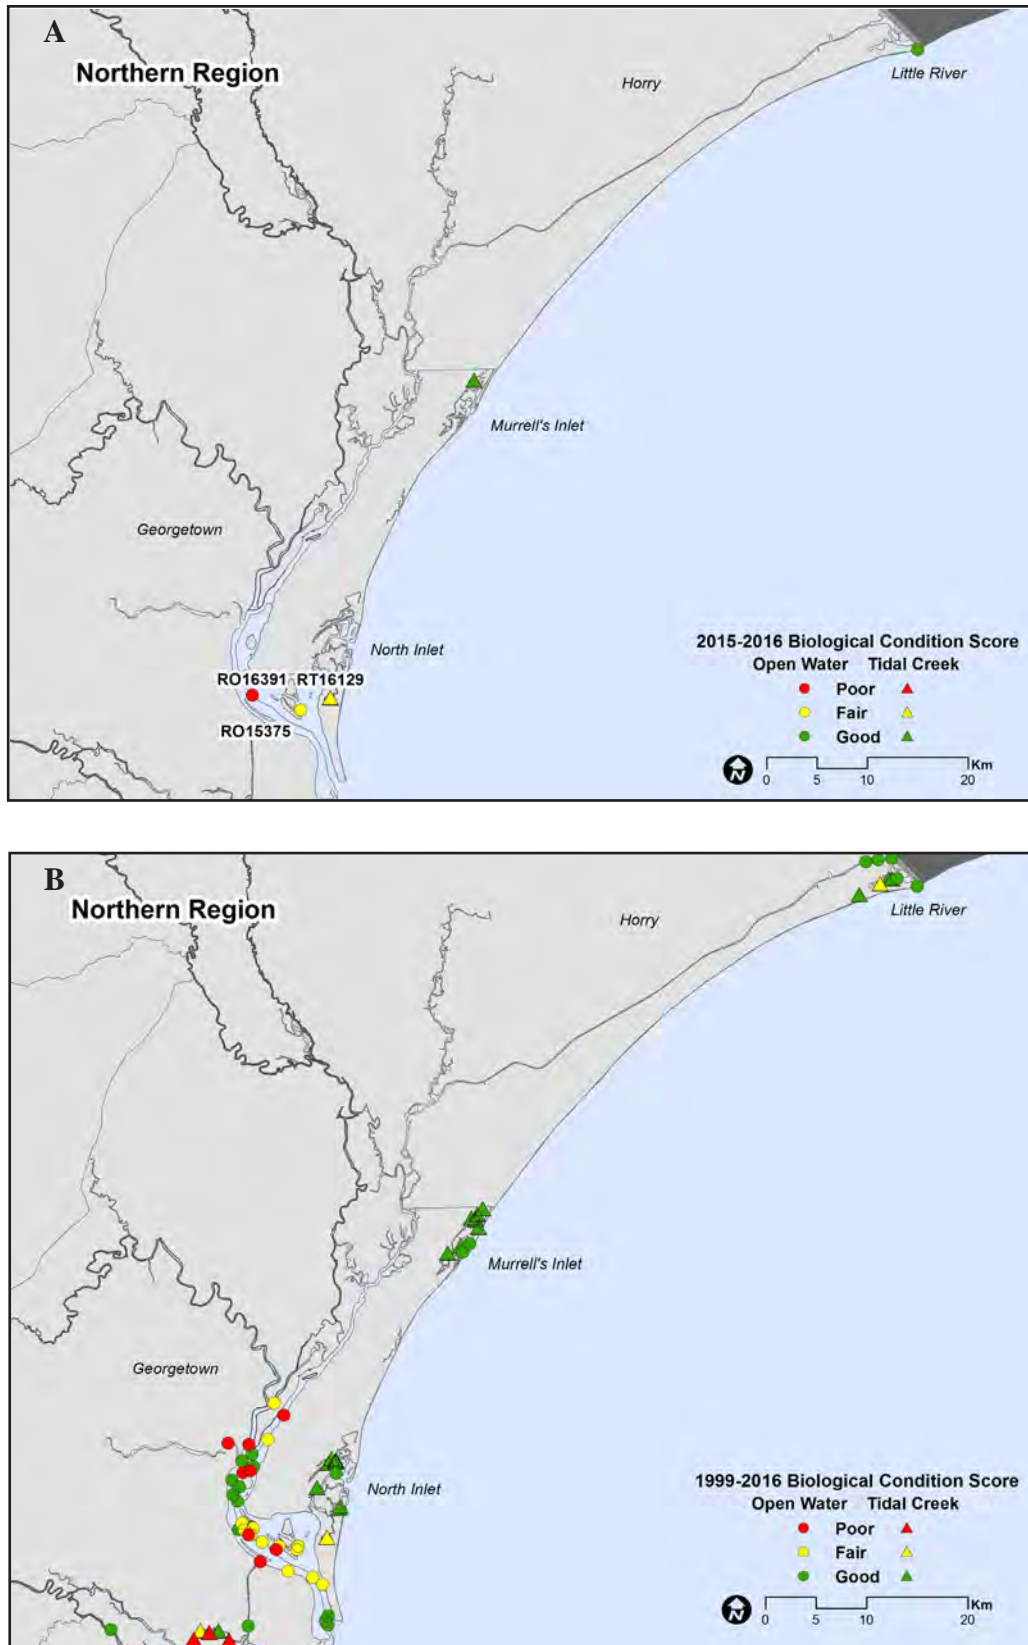 A
Northern Region
Horry
Little River
Murrell's Inlet
Georgetown
North Inlet
RO16391 RT16129
RO15375
2015-2016 Biological Condition Score
Open Water Tidal Creek
Poor
Fair
Good
N
Km
0 5 10 20
B
Northern Region
Horry
Little River
Murrell's Inlet
Georgetown
North Inlet
1999-2016 Biological Condition Score
Open Water Tidal Creek
Poor
Fair
Good
N
Km
0 5 10 20